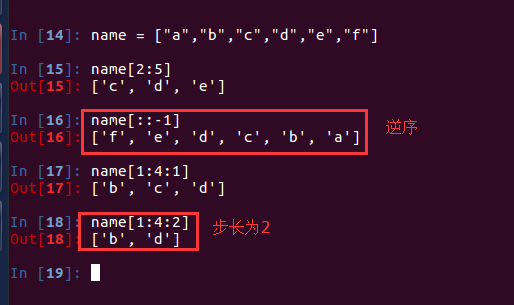 In [14]: name = ["a","b","c","d","e","f"]
In [15]: name[2:5]
Out[15]: ['c', 'd', 'e']
In [16]: name[::-1]
Out[16]: ['f', 'e', 'd', 'c', 'b', 'a']
逆序
In [17]: name[1:4:1]
Out[17]: ['b', 'c', 'd']
In [18]: name[1:4:2]
Out[18]: ['b', 'd']
步长为2
In [19]: